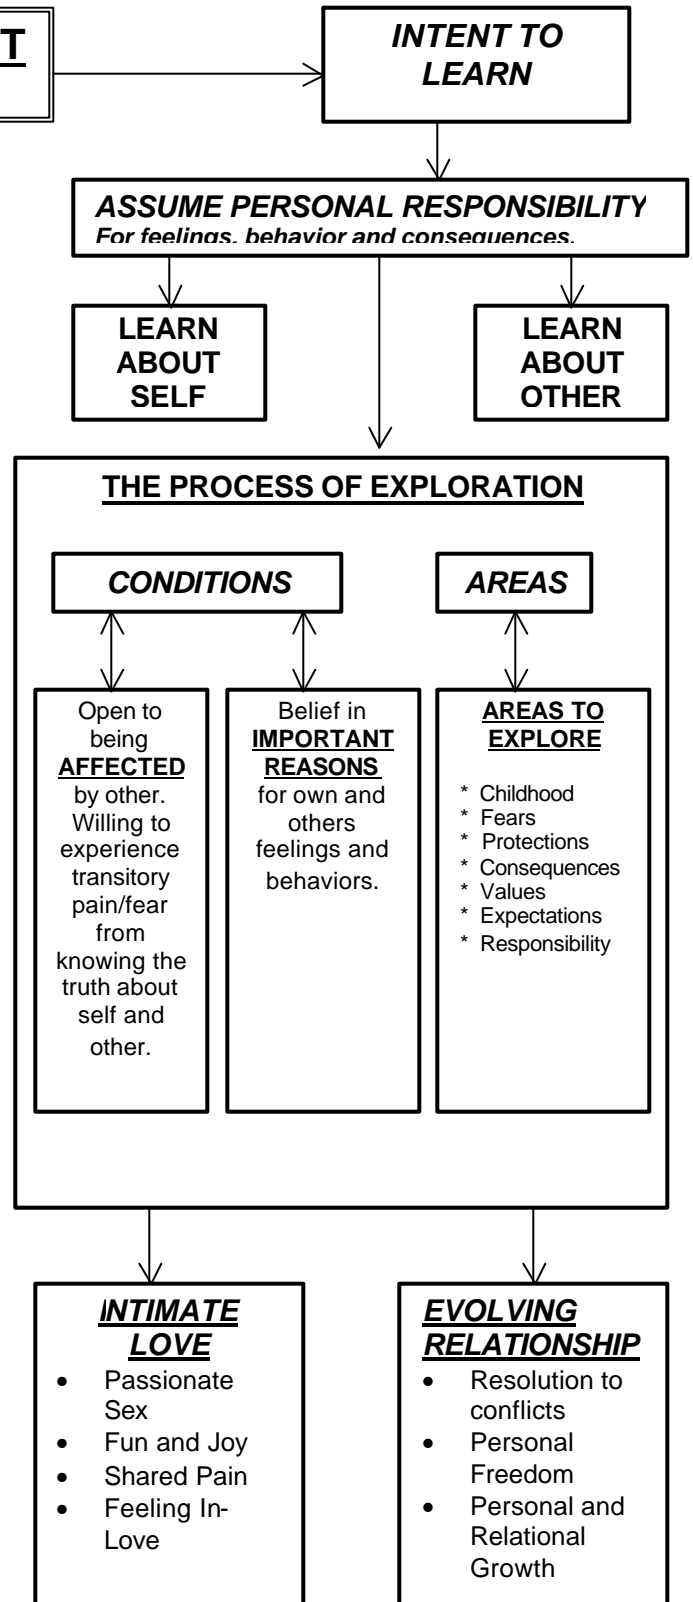 T
INTENT TO
LEARN
ASSUME PERSONAL RESPONSIBILITY
For feelings, behavior and consequences.
LEARN
ABOUT
SELF
LEARN
ABOUT
OTHER
THE PROCESS OF EXPLORATION
CONDITIONS
AREAS
Open to
being
AFFECTED
by other.
Willing to
experience
transitory
pain/fear
from
knowing the
truth about
self and
other.
Belief in
IMPORTANT
REASONS
for own and
others
feelings and
behaviors.
AREAS TO
EXPLORE
* Childhood
* Fears
* Protections
* Consequences
* Values
* Expectations
* Responsibility
INTIMATE
LOVE
• Passionate
Sex
• Fun and Joy
• Shared Pain
• Feeling In-
Love
EVOLVING
RELATIONSHIP
• Resolution to
conflicts
• Personal
Freedom
• Personal and
Relational
Growth